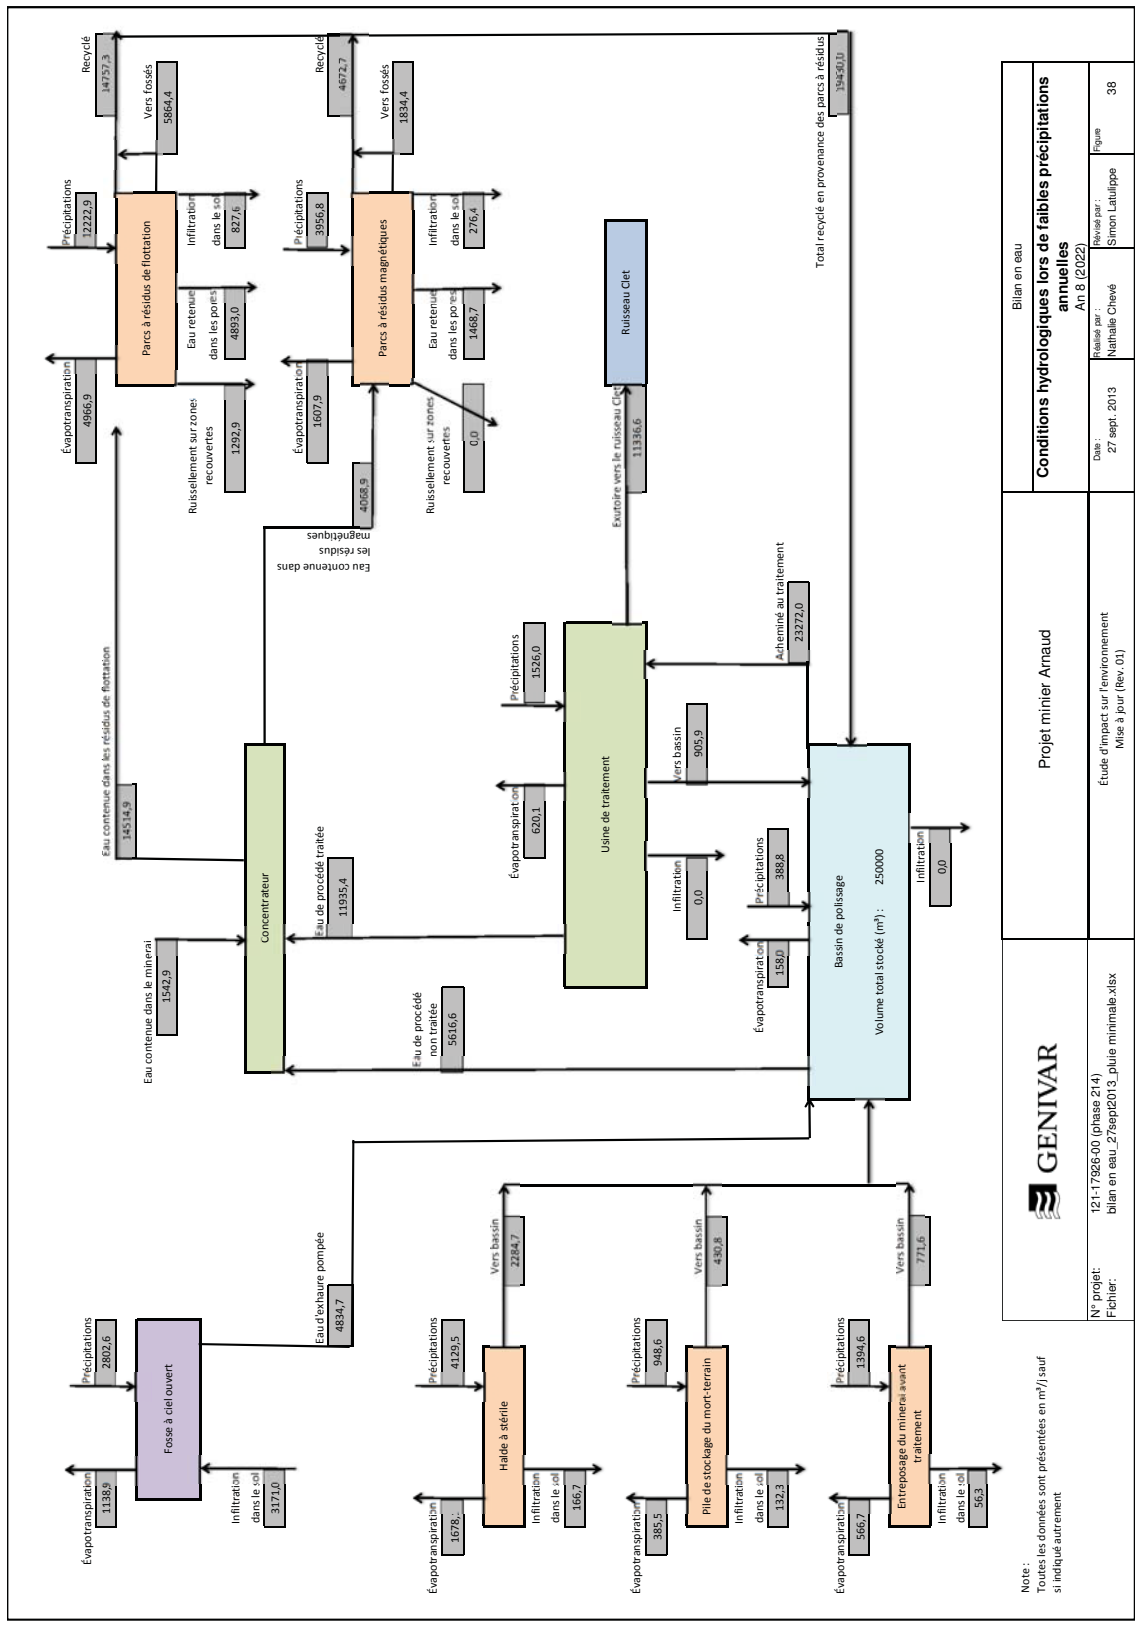 Fosse à ciel ouvert
Évapotranspiration
1138,9
Précipitations
2802,6
Infiltration
dans le sol
3171,0
Eau d'exhaure pompée
4834,7
Halde à stérile
Évapotranspiration
Précipitations
4129,5
Infiltration
dans le sol
166,7
Vers bassin
2284,7
Pile de stockage du mort-terrain
Évapotranspiration
385,5
Précipitations
948,6
Infiltration
dans le sol
132,3
Vers bassin
430,8
Entreposage du minerai avant
traitement
Évapotranspiration
566,7
Précipitations
1394,6
Infiltration
dans le sol
56,3
Vers bassin
771,6
Eau contenue dans le minerai
1542,9
Concentrateur
Eau de procédé traitée
11935,4
Eau de procédé
non traitée
5616,6
Eau contenue dans les résidus de flottation
14514,9
Eau contenue dans
les résidus
magnétiques
4068,9
Usine de traitement
Évapotranspiration
620,1
Précipitations
1526,0
Infiltration
0,0
Vers bassin
905,9
Acheminé au traitement
23272,0
Bassin de polissage
Volume total stocké (m³) : 250000
Évapotranspiration
158,0
Précipitations
388,8
Infiltration
0,0
Exutoire vers le ruisseau Clet
11336,6
Ruisseau Clet
Parcs à résidus de flottation
Évapotranspiration
4966,9
Précipitations
12222,9
Recyclé
14757,3
Vers fossés
5864,4
Ruissellement sur zones
recouvertes
1292,9
Eau retenue
dans les pores
4893,0
Infiltration
dans le sol
827,6
Parcs à résidus magnétiques
Évapotranspiration
1607,9
Précipitations
3956,8
Recyclé
4672,7
Vers fossés
1834,4
Ruissellement sur zones
recouvertes
0,0
Eau retenue
dans les pores
1468,7
Infiltration
dans le sol
276,4
Total recyclé en provenance des parcs à résidus
19430,0
Note :
Toutes les données sont présentées en m³/j sauf
si indiqué autrement
GENIVAR
N° projet: 121-17926-00 (phase 214)
Fichier: bilan en eau_27sept2013_pluie minimale.xlsx
Projet minier Arnaud
Étude d'impact sur l'environnement
Mise à jour (Rev. 01)
Bilan en eau
Conditions hydrologiques lors de faibles précipitations
annuelles
An 8 (2022)
Date :
27 sept. 2013
Réalisé par :
Nathalie Chevé
Révisé par :
Simon Latulippe
Figure
38